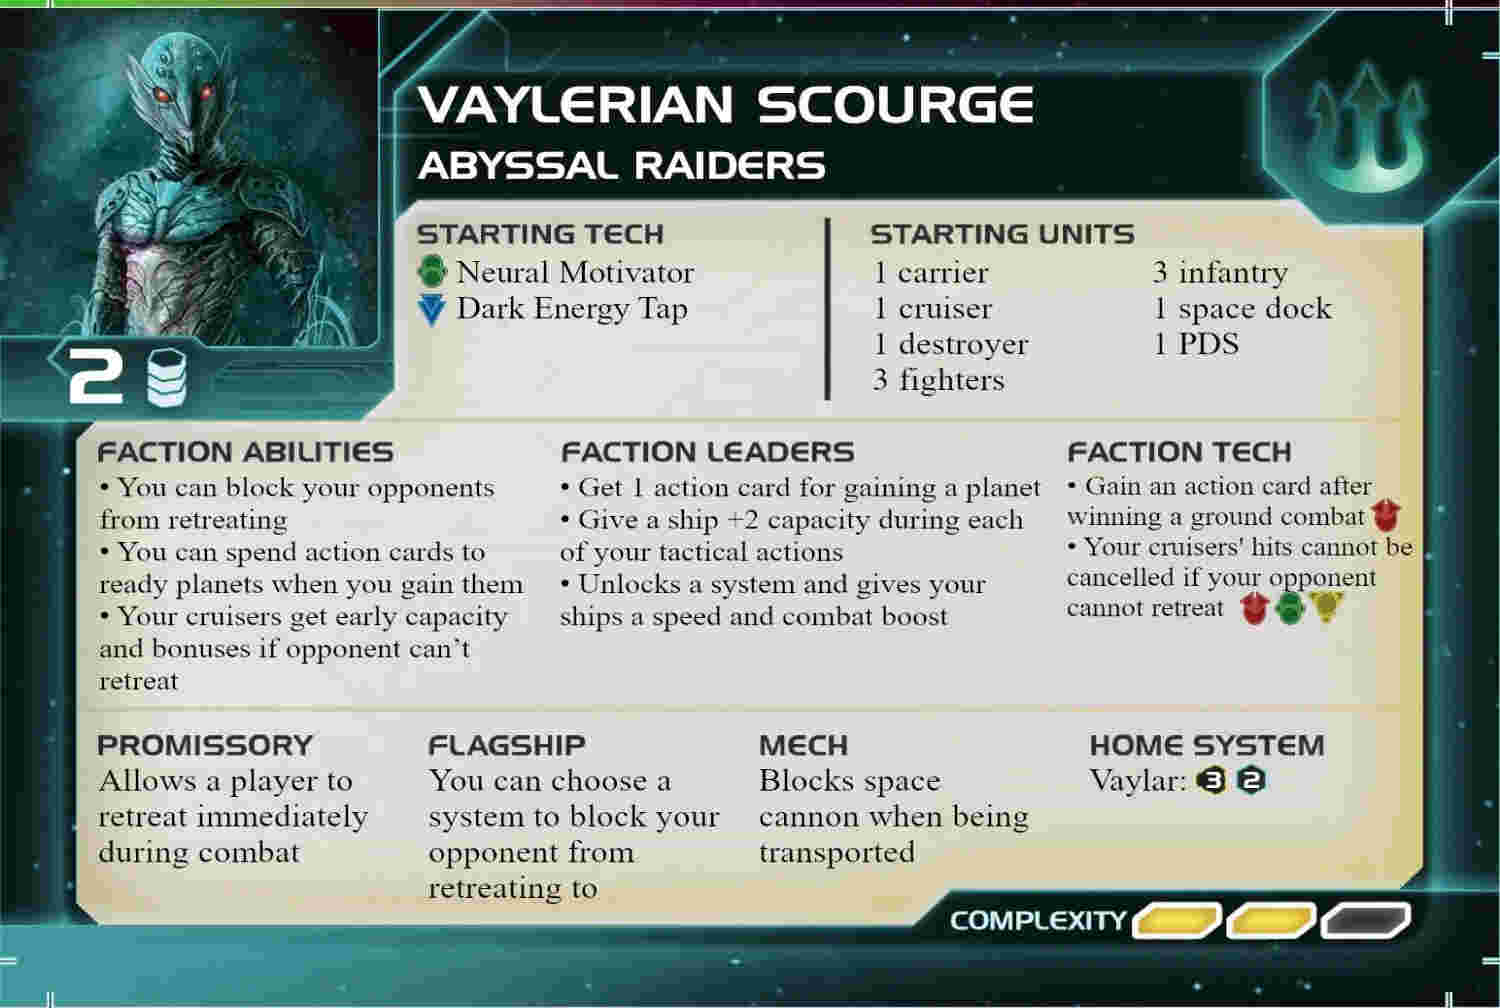 VAYLERIAN SCOURGE
ABYSSAL RAIDERS
2
STARTING TECH
Neural Motivator
Dark Energy Tap
STARTING UNITS
1 carrier
1 cruiser
1 destroyer
3 fighters
3 infantry
1 space dock
1 PDS
FACTION ABILITIES
• You can block your opponents
from retreating
• You can spend action cards to
ready planets when you gain them
• Your cruisers get early capacity
and bonuses if opponent can’t
retreat
FACTION LEADERS
• Get 1 action card for gaining a planet
• Give a ship +2 capacity during each
of your tactical actions
• Unlocks a system and gives your
ships a speed and combat boost
FACTION TECH
• Gain an action card after
winning a ground combat
• Your cruisers' hits cannot be
cancelled if your opponent
cannot retreat
PROMISSORY
Allows a player to
retreat immediately
during combat
FLAGSHIP
You can choose a
system to block your
opponent from
retreating to
MECH
Blocks space
cannon when being
transported
HOME SYSTEM
Vaylar: 3 2
COMPLEXITY